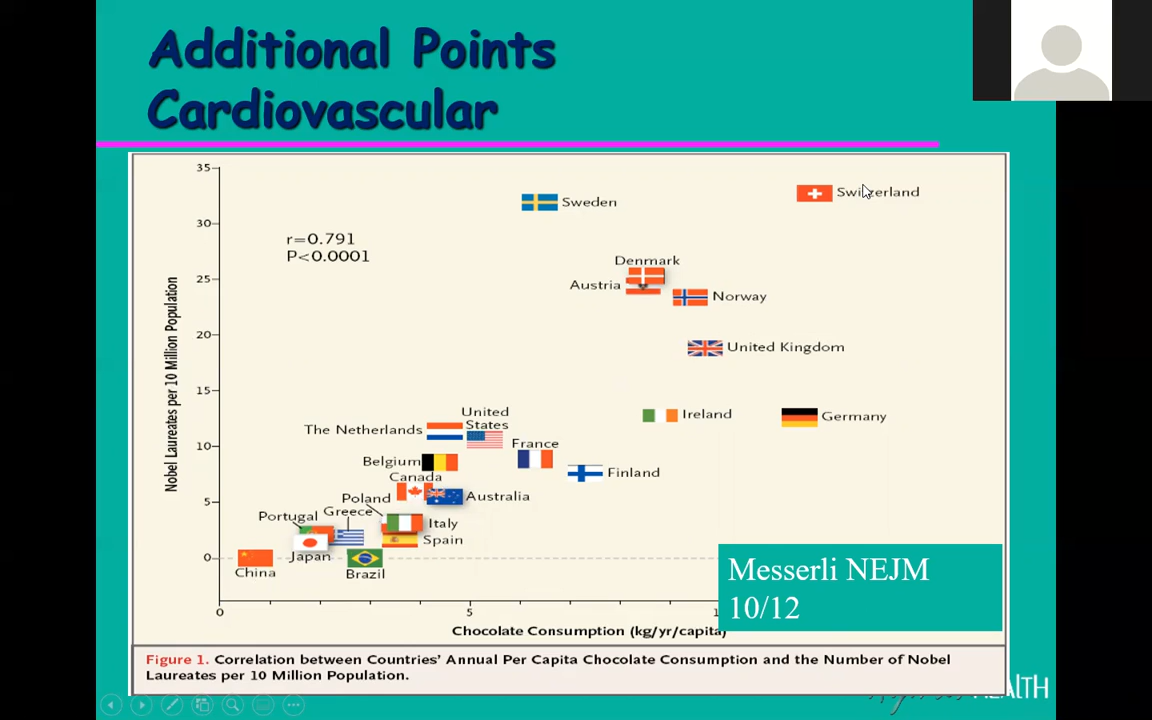 Additional Points
Cardiovascular
35
Switzerland
Sweden
30
r=0.791
P<0.0001
Denmark
25
Austria
Norway
Nobel Laureates per 10 Million Population
20
United Kingdom
15
United
States
Ireland
Germany
The Netherlands
10
France
Belgium
Finland
Canada
Poland
Australia
5
Portugal
Greece
Italy
Spain
Japan
0
China
Brazil
Messerli NEJM
10/12
0
5
Chocolate Consumption (kg/yr/capita)
Figure 1. Correlation between Countries' Annual Per Capita Chocolate Consumption and the Number of Nobel
Laureates per 10 Million Population.
HEALTH